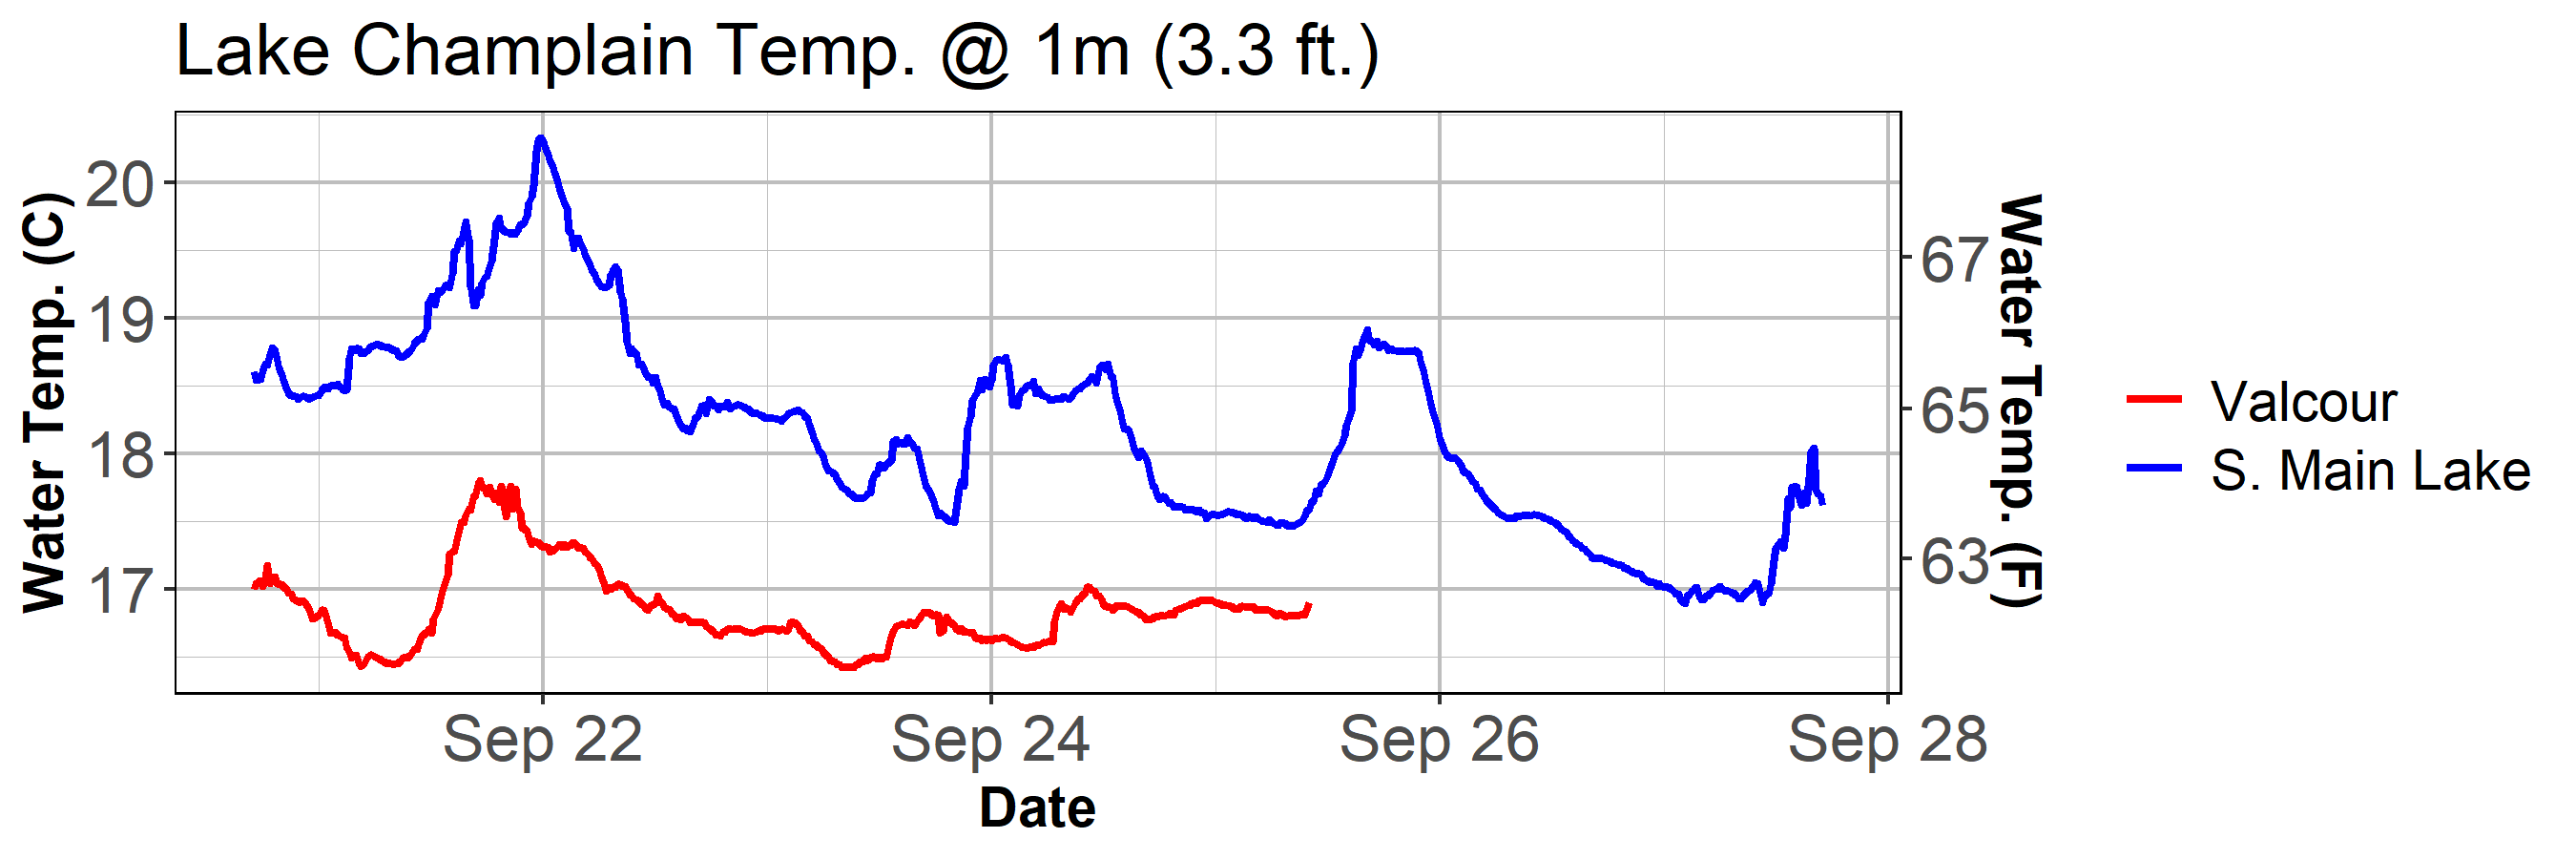 Lake Champlain Temp. @ 1m (3.3 ft.)
Water Temp. (C)
20
19
18
17
67
65
63
Water Temp. (F)
Valcour
S. Main Lake
Sep 22
Sep 24
Sep 26
Sep 28
Date